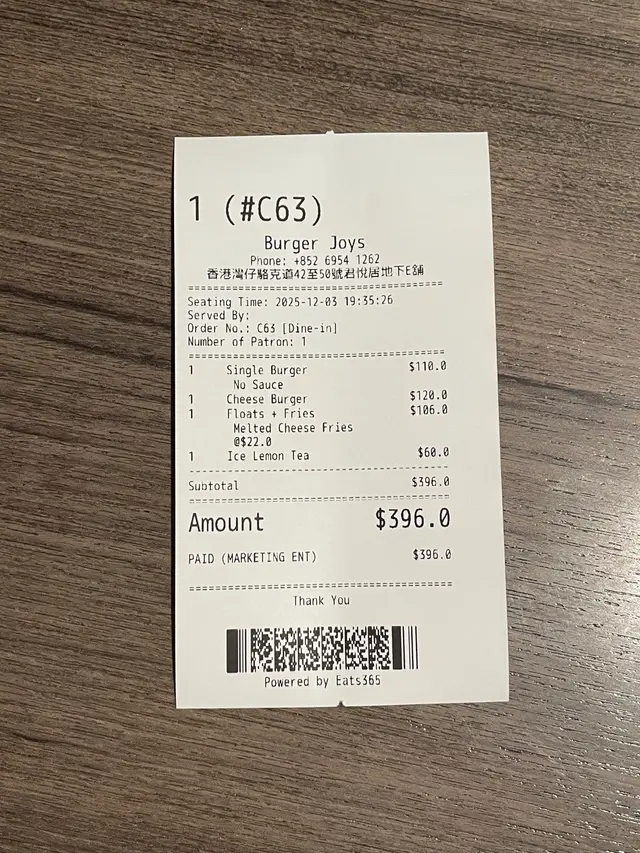 1 (#C63)
Burger Joys
Phone: +852 6954 1262
香港灣仔駱克道42至50號君悅居地下E舖
Seating Time: 2025-12-03 19:35:26
Served By:
Order No.: C63 [Dine-in]
Number of Patron: 1
1 Single Burger $110.0
No Sauce
1 Cheese Burger $120.0
1 Floats + Fries $106.0
Melted Cheese Fries
@$22.0
1 Ice Lemon Tea $60.0
Subtotal $396.0
Amount $396.0
PAID (MARKETING ENT) $396.0
Thank You
Powered by Eats365